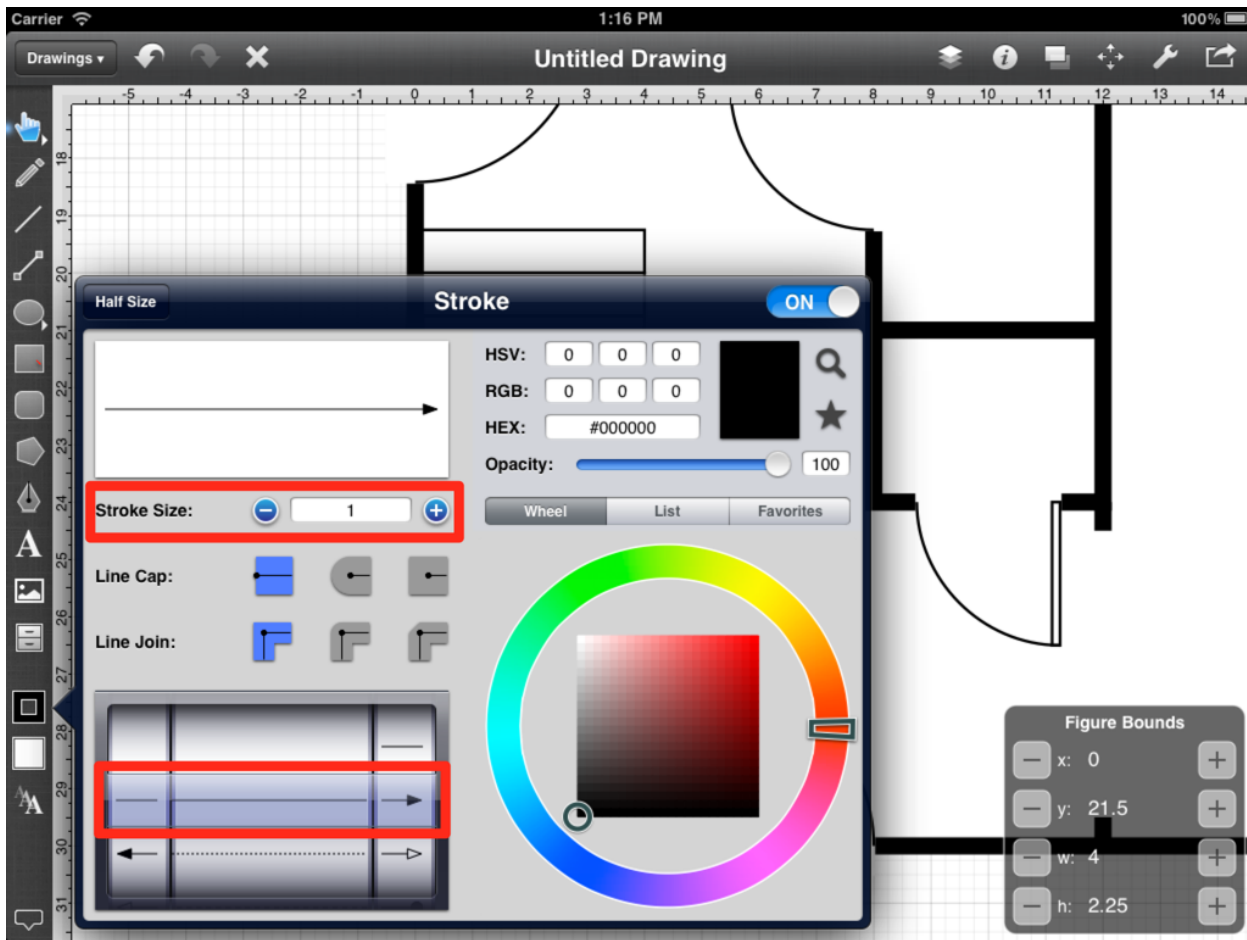 Carrier 1:16 PM 100%
Drawings ▾ Untitled Drawing
-5 -4 -3 -2 -1 0 1 2 3 4 5 6 7 8 9 10 11 12 13 14
18
19
20
21
22
23
24
25
26
27
28
29
30
31
A
AA
Half Size Stroke ON
HSV: 0 0 0
RGB: 0 0 0
HEX: #000000
Opacity: 100
Stroke Size: 1
Wheel List Favorites
Line Cap:
Line Join:
Figure Bounds
x: 0
y: 21.5
w: 4
h: 2.25